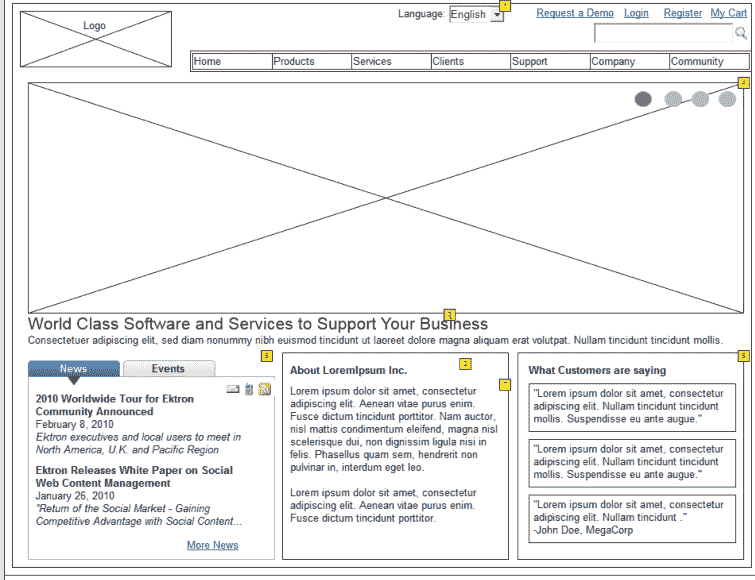 Logo
Language: English
Request a Demo Login Register My Cart
Home Products Services Clients Support Company Community
World Class Software and Services to Support Your Business
Consectetuer adipiscing elit, sed diam nonummy nibh euismod tincidunt ut laoreet dolore magna aliquam erat volutpat. Nullam tincidunt tincidunt mollis.
News Events
2010 Worldwide Tour for Ektron
Community Announced
February 8, 2010
Ektron executives and local users to meet in
North America, U.K. and Pacific Region
Ektron Releases White Paper on Social
Web Content Management
January 26, 2010
"Return of the Social Market - Gaining
Competitive Advantage with Social Content...
More News
About LoremIpsum Inc.
Lorem ipsum dolor sit amet, consectetur
adipiscing elit. Aenean vitae purus enim.
Fusce dictum tincidunt porttitor. Nam auctor,
nisl mattis condimentum eleifend, magna nisl
scelerisque dui, non dignissim ligula nisi in
felis. Phasellus quam sem, hendrerit non
pulvinar in, interdum eget leo.
Lorem ipsum dolor sit amet, consectetur
adipiscing elit. Aenean vitae purus enim.
Fusce dictum tincidunt porttitor.
What Customers are saying
"Lorem ipsum dolor sit amet, consectetur
adipiscing elit. Nullam tincidunt tincidunt
mollis. Suspendisse eu ante augue."
"Lorem ipsum dolor sit amet, consectetur
adipiscing elit. Nullam tincidunt tincidunt
mollis. Suspendisse eu ante augue."
"Lorem ipsum dolor sit amet, consectetur
adipiscing elit. Nullam tincidunt ."
-John Doe, MegaCorp